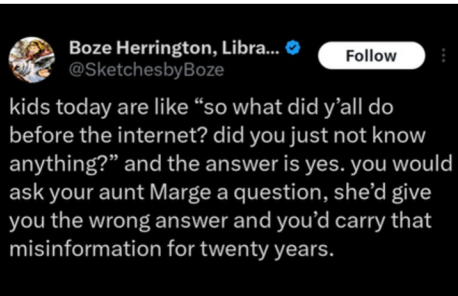 Boze Herrington, Libra...
Follow
@SketchesbyBoze
kids today are like “so what did y’all do
before the internet? did you just not know
anything?” and the answer is yes. you would
ask your aunt Marge a question, she’d give
you the wrong answer and you’d carry that
misinformation for twenty years.